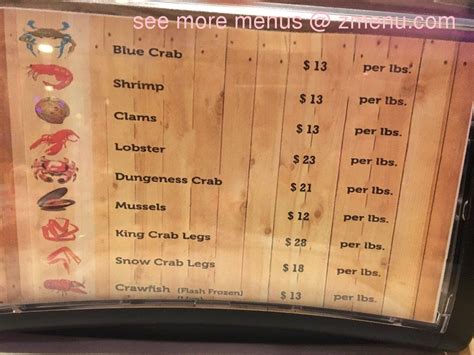 see more menus @ zmenu.com
Blue Crab $ 13 per lbs.
Shrimp $ 13 per lbs.
Clams $ 13 per lbs.
Lobster $ 23 per lbs.
Dungeness Crab $ 21 per lbs.
Mussels $ 12 per lbs.
King Crab Legs $ 28 per lbs.
Snow Crab Legs $ 18 per lbs.
Crawfish (Flash Frozen) $ 13 per lbs.